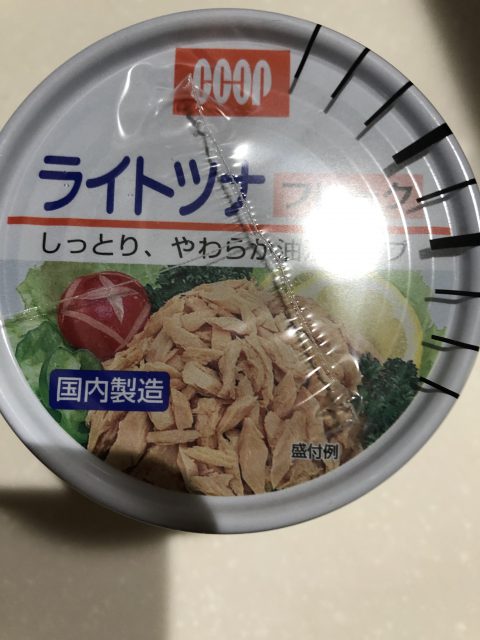 COOP
ライトツナ
しっとり、やわらか
国内製造
盛付例